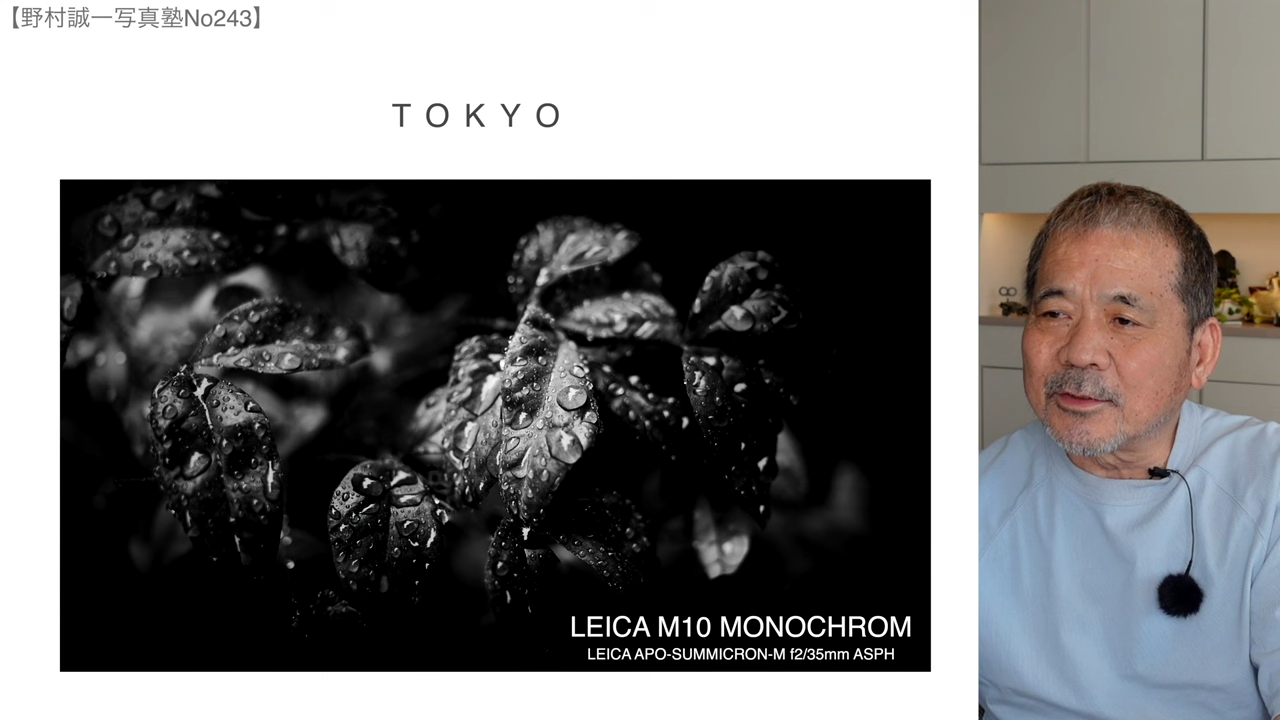 【野村誠一写真塾No243】
TOKYO
LEICA M10 MONOCHROM
LEICA APO-SUMMICRON-M f2/35mm ASPH